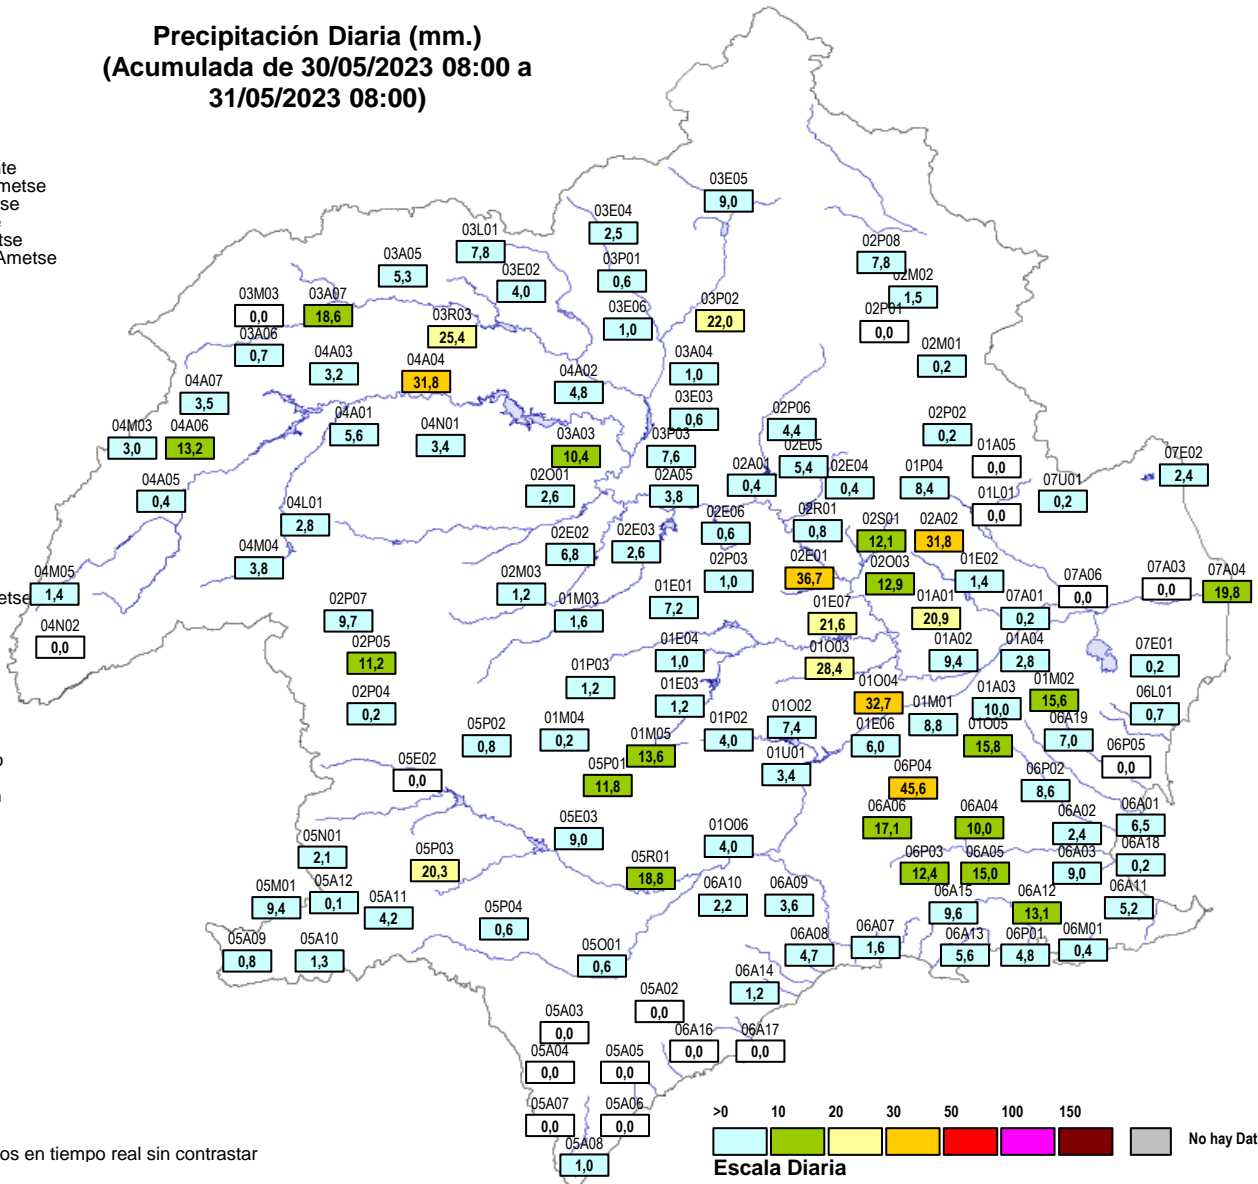 Precipitación Diaria (mm.)
(Acumulada de 30/05/2023 08:00 a
31/05/2023 08:00)
nte
metse
tse
e
tse
Ametse
etse
o
n
os en tiempo real sin contrastar
03E05
9,0
03E04
2,5
03L01
7,8
03A05
5,3
03E02
4,0
03P01
0,6
02P08
7,8
02M02
1,5
03M03
0,0
03A07
18,6
03R03
25,4
03E06
1,0
03P02
22,0
02P01
0,0
03A06
0,7
04A03
3,2
04A04
31,8
04A02
4,8
03A04
1,0
02M01
0,2
04A07
3,5
04A01
5,6
03E03
0,6
02P06
4,4
02P02
0,2
04M03
3,0
04A06
13,2
04N01
3,4
03A03
10,4
03P03
7,6
02E05
5,4
01A05
0,0
07E02
2,4
04A05
0,4
02O01
2,6
02A05
3,8
02A01
0,4
02E04
0,4
01P04
8,4
07U01
0,2
04L01
2,8
01L01
0,0
02E02
6,8
02E03
2,6
02E06
0,6
02R01
0,8
02S01
12,1
02A02
31,8
04M04
3,8
04M05
1,4
02M03
1,2
02P03
1,0
02E01
36,7
02O03
12,9
01E02
1,4
07A06
0,0
07A03
0,0
07A04
19,8
02P07
9,7
01M03
1,6
01E01
7,2
01E07
21,6
01A01
20,9
07A01
0,2
04N02
0,0
02P05
11,2
01P03
1,2
01E04
1,0
01O03
28,4
01A02
9,4
01A04
2,8
07E01
0,2
02P04
0,2
01E03
1,2
01O04
32,7
01A03
10,0
01M02
15,6
06L01
0,7
05P02
0,8
01M04
0,2
01M05
13,6
01P02
4,0
01O02
7,4
01E06
6,0
01M01
8,8
01O05
15,8
06A19
7,0
06P05
0,0
05E02
0,0
05P01
11,8
01U01
3,4
06P04
45,6
06P02
8,6
05E03
9,0
01O06
4,0
06A06
17,1
06A04
10,0
06A02
2,4
06A01
6,5
05N01
2,1
05P03
20,3
05R01
18,8
06P03
12,4
06A05
15,0
06A03
9,0
06A18
0,2
05M01
9,4
05A12
0,1
05A11
4,2
06A10
2,2
06A09
3,6
06A15
9,6
06A12
13,1
06A11
5,2
05P04
0,6
05A09
0,8
05A10
1,3
05O01
0,6
06A08
4,7
06A07
1,6
06A13
5,6
06P01
4,8
06M01
0,4
06A14
1,2
05A02
0,0
05A03
0,0
06A16
0,0
06A17
0,0
05A04
0,0
05A05
0,0
05A07
0,0
05A06
0,0
05A08
1,0
>0 10 20 30 50 100 150
No hay Dat
Escala Diaria